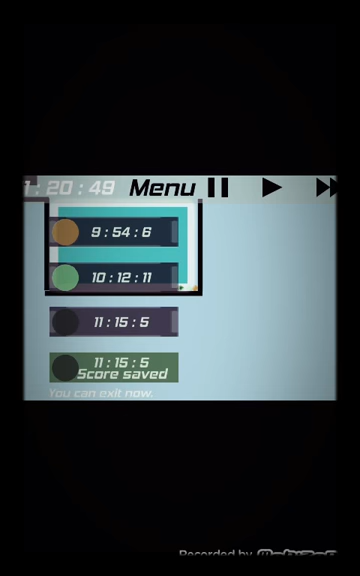 1 : 20 : 49 Menu
9 : 54 : 6
10 : 12 : 11
11 : 15 : 5
11 : 15 : 5
Score saved
You can exit now.
Recorded by